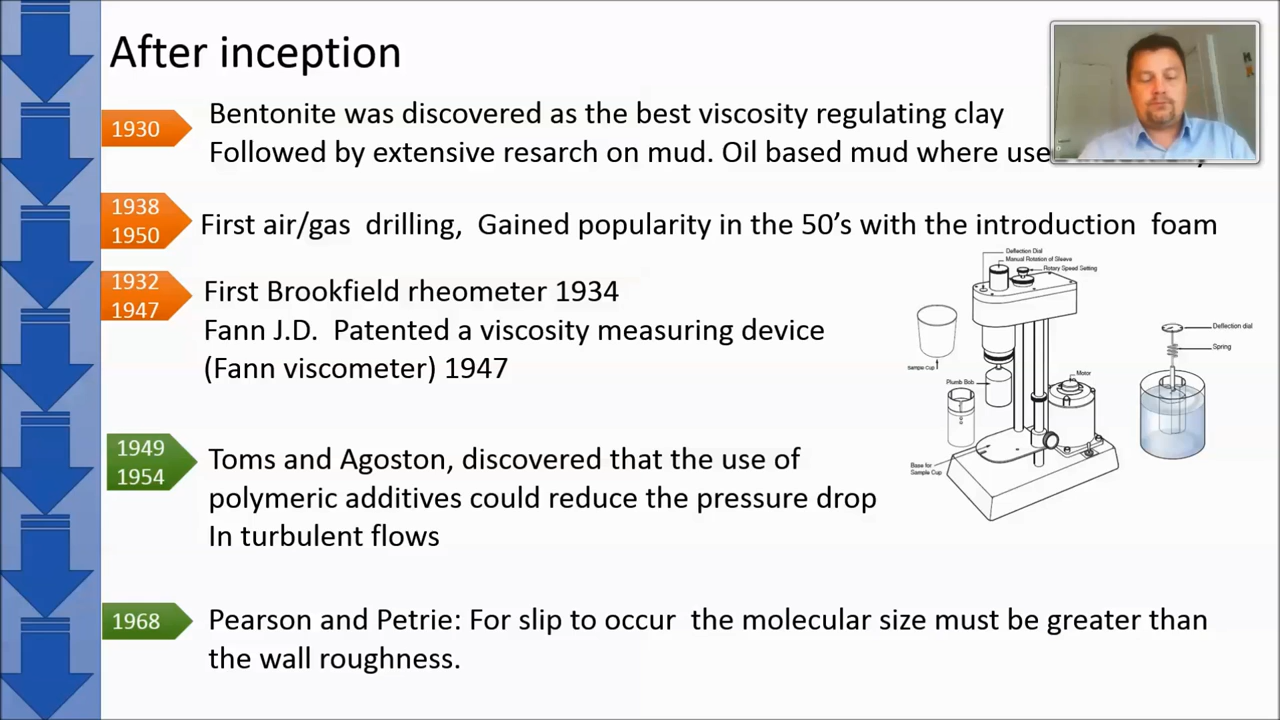 After inception
1930
Bentonite was discovered as the best viscosity regulating clay
Followed by extensive resarch on mud. Oil based mud where use
1938
1950
First air/gas drilling, Gained popularity in the 50's with the introduction foam
1932
1947
First Brookfield rheometer 1934
Fann J.D. Patented a viscosity measuring device
(Fann viscometer) 1947
Deflection Dial
Manual Rotation of Sleeve
Rotary Speed Setting
Sample Cup
Plumb Bob
Motor
Base for
Sample Cup
Deflection dial
Spring
1949
1954
Toms and Agoston, discovered that the use of
polymeric additives could reduce the pressure drop
In turbulent flows
1968
Pearson and Petrie: For slip to occur the molecular size must be greater than
the wall roughness.